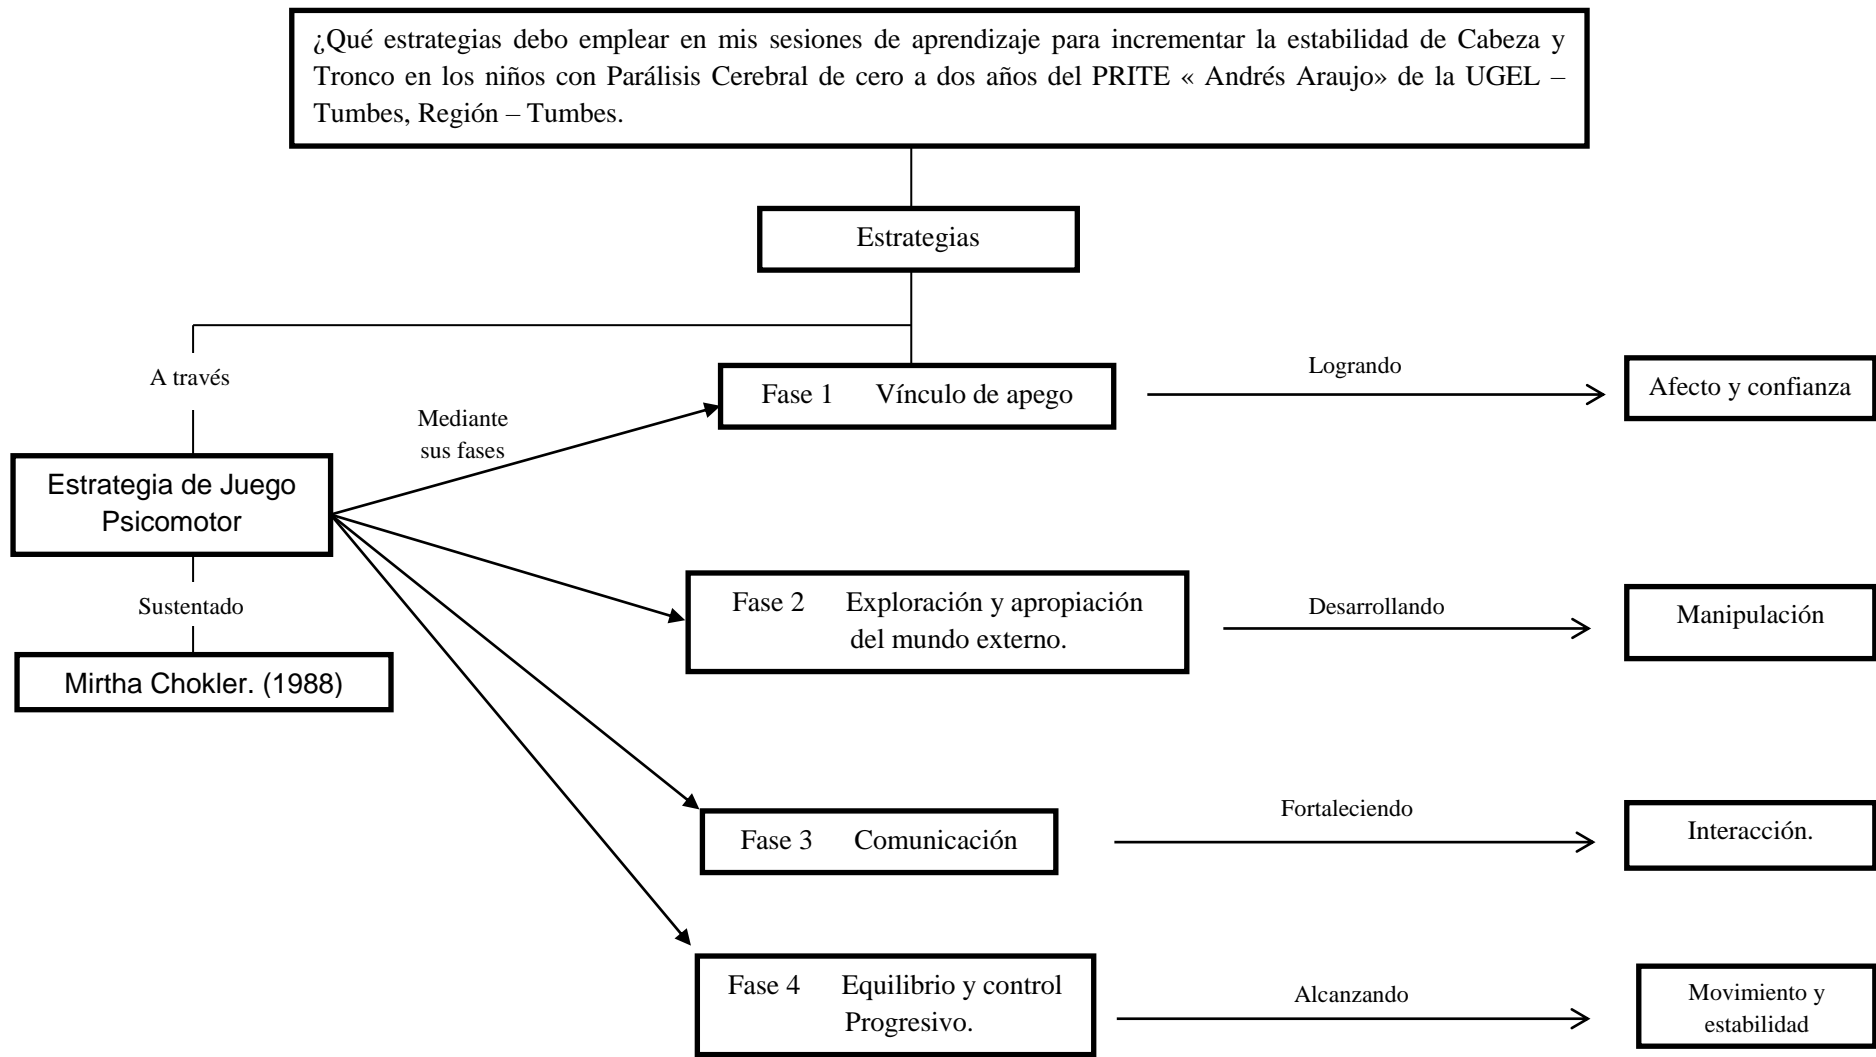 ¿Qué estrategias debo emplear en mis sesiones de aprendizaje para incrementar la estabilidad de Cabeza y
Tronco en los niños con Parálisis Cerebral de cero a dos años del PRITE « Andrés Araujo» de la UGEL –
Tumbes, Región – Tumbes.
Estrategias
A través
Estrategia de Juego
Psicomotor
Sustentado
Mirtha Chokler. (1988)
Mediante
sus fases
Fase 1 Vínculo de apego
Logrando
Afecto y confianza
Fase 2 Exploración y apropiación
del mundo externo.
Desarrollando
Manipulación
Fase 3 Comunicación
Fortaleciendo
Interacción.
Fase 4 Equilibrio y control
Progresivo.
Alcanzando
Movimiento y
estabilidad